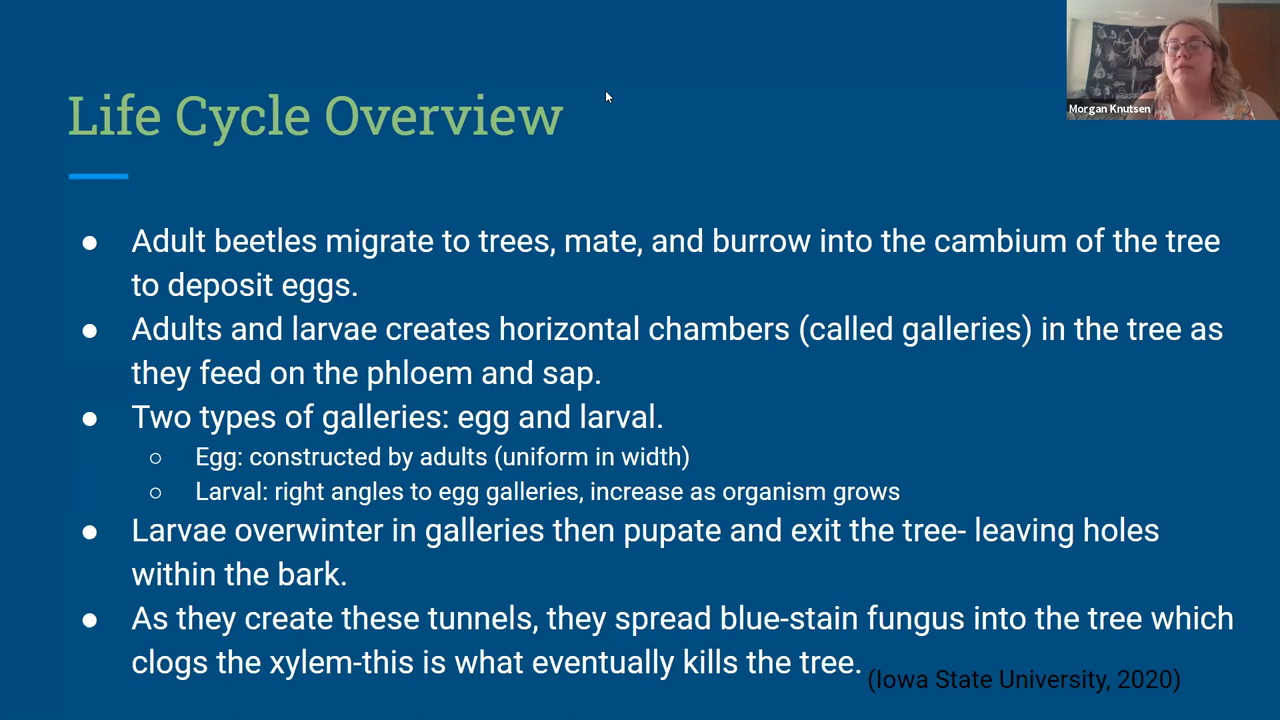 Life Cycle Overview
Morgan Knutsen
● Adult beetles migrate to trees, mate, and burrow into the cambium of the tree
to deposit eggs.
● Adults and larvae creates horizontal chambers (called galleries) in the tree as
they feed on the phloem and sap.
● Two types of galleries: egg and larval.
○ Egg: constructed by adults (uniform in width)
○ Larval: right angles to egg galleries, increase as organism grows
● Larvae overwinter in galleries then pupate and exit the tree- leaving holes
within the bark.
● As they create these tunnels, they spread blue-stain fungus into the tree which
clogs the xylem-this is what eventually kills the tree.
(Iowa State University, 2020)